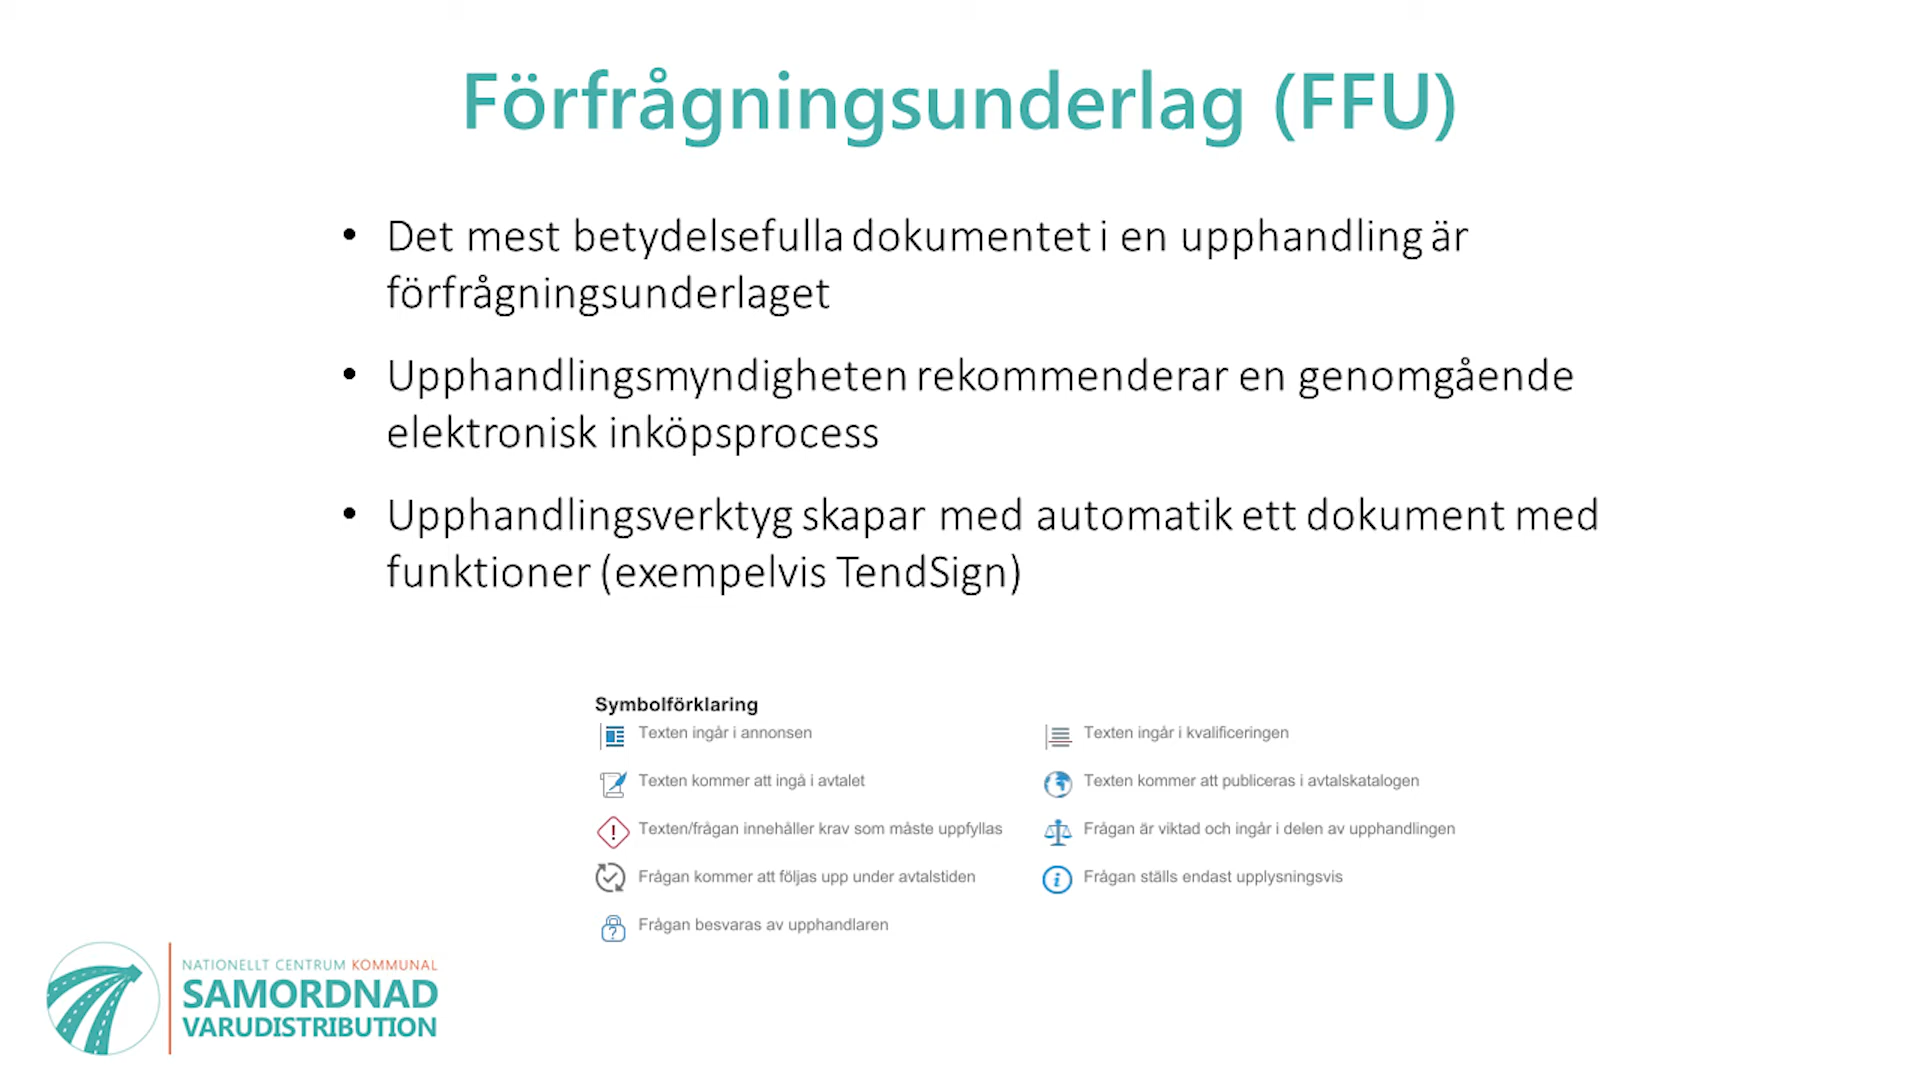 Förfrågningsunderlag (FFU)
• Det mest betydelsefulla dokumentet i en upphandling är
förfrågningsunderlaget
• Upphandlingsmyndigheten rekommenderar en genomgående
elektronisk inköpsprocess
• Upphandlingsverktyg skapar med automatik ett dokument med
funktioner (exempelvis TendSign)
Symbolförklaring
Texten ingår i annonsen
Texten ingår i kvalificeringen
Texten kommer att ingå i avtalet
Texten kommer att publiceras i avtalskatalogen
Texten/frågan innehåller krav som måste uppfyllas
Frågan är viktad och ingår i delen av upphandlingen
Frågan kommer att följas upp under avtalstiden
Frågan ställs endast upplysningsvis
Frågan besvaras av upphandlaren
NATIONELLT CENTRUM KOMMUNAL
SAMORDNAD
VARUDISTRIBUTION